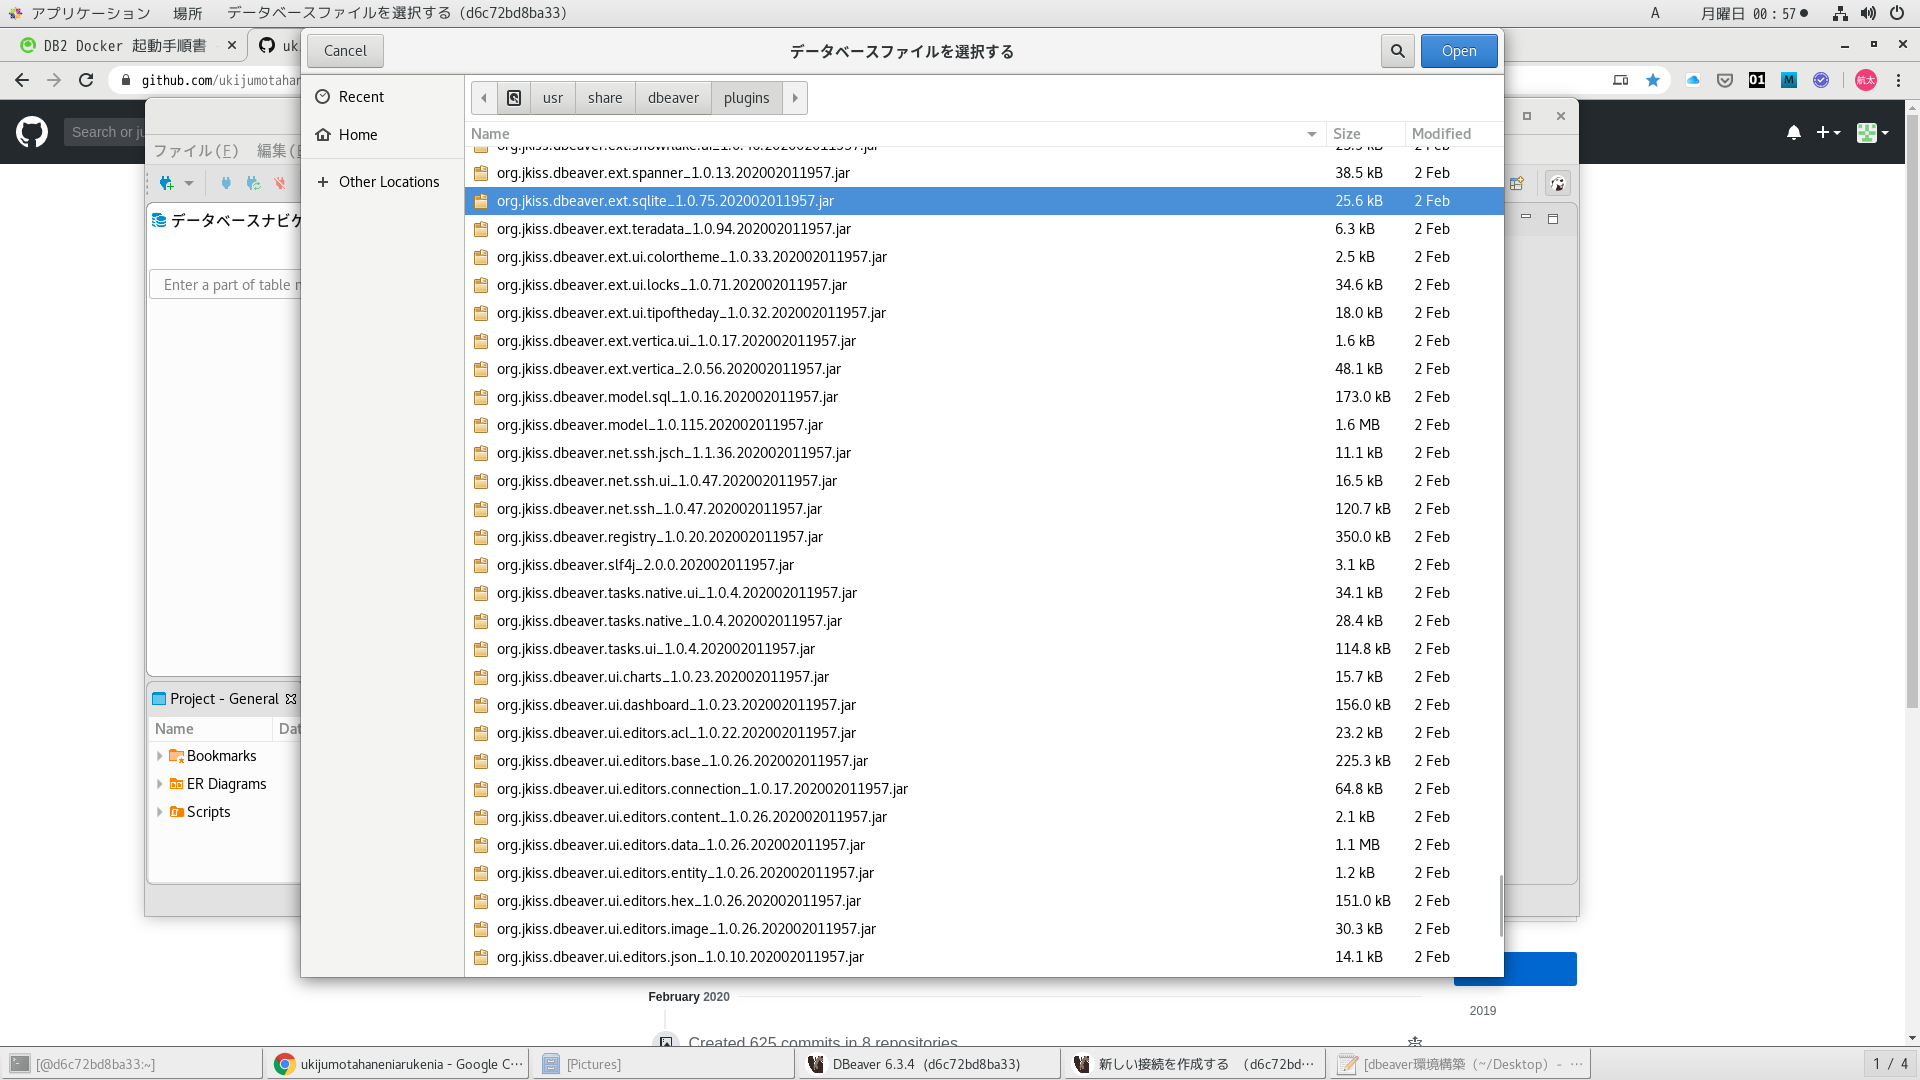 アプリケーション 場所 データベースファイルを選択する (d6c72bd8ba33) A 月曜日 00：57
DB2 Docker 起動手順書
github.com/ukijumotahan
Search or ju
ファイル(F) 編集(
データベースナビゲ
Enter a part of table n
Project - General
Name Dat
Bookmarks
ER Diagrams
Scripts
Cancel データベースファイルを選択する Open
Recent
Home
Other Locations
usr share dbeaver plugins
Name Size Modified
org.jkiss.dbeaver.ext.spanner_1.0.13.202002011957.jar 38.5 kB 2 Feb
org.jkiss.dbeaver.ext.sqlite_1.0.75.202002011957.jar 25.6 kB 2 Feb
org.jkiss.dbeaver.ext.teradata_1.0.94.202002011957.jar 6.3 kB 2 Feb
org.jkiss.dbeaver.ext.ui.colortheme_1.0.33.202002011957.jar 2.5 kB 2 Feb
org.jkiss.dbeaver.ext.ui.locks_1.0.71.202002011957.jar 34.6 kB 2 Feb
org.jkiss.dbeaver.ext.ui.tipoftheday_1.0.32.202002011957.jar 18.0 kB 2 Feb
org.jkiss.dbeaver.ext.vertica.ui_1.0.17.202002011957.jar 1.6 kB 2 Feb
org.jkiss.dbeaver.ext.vertica_2.0.56.202002011957.jar 48.1 kB 2 Feb
org.jkiss.dbeaver.model.sql_1.0.16.202002011957.jar 173.0 kB 2 Feb
org.jkiss.dbeaver.model_1.0.115.202002011957.jar 1.6 MB 2 Feb
org.jkiss.dbeaver.net.ssh.jsch_1.1.36.202002011957.jar 11.1 kB 2 Feb
org.jkiss.dbeaver.net.ssh.ui_1.0.47.202002011957.jar 16.5 kB 2 Feb
org.jkiss.dbeaver.net.ssh_1.0.47.202002011957.jar 120.7 kB 2 Feb
org.jkiss.dbeaver.registry_1.0.20.202002011957.jar 350.0 kB 2 Feb
org.jkiss.dbeaver.slf4j_2.0.0.202002011957.jar 3.1 kB 2 Feb
org.jkiss.dbeaver.tasks.native.ui_1.0.4.202002011957.jar 34.1 kB 2 Feb
org.jkiss.dbeaver.tasks.native_1.0.4.202002011957.jar 28.4 kB 2 Feb
org.jkiss.dbeaver.tasks.ui_1.0.4.202002011957.jar 114.8 kB 2 Feb
org.jkiss.dbeaver.ui.charts_1.0.23.202002011957.jar 15.7 kB 2 Feb
org.jkiss.dbeaver.ui.dashboard_1.0.23.202002011957.jar 156.0 kB 2 Feb
org.jkiss.dbeaver.ui.editors.acl_1.0.22.202002011957.jar 23.2 kB 2 Feb
org.jkiss.dbeaver.ui.editors.base_1.0.26.202002011957.jar 225.3 kB 2 Feb
org.jkiss.dbeaver.ui.editors.connection_1.0.17.202002011957.jar 64.8 kB 2 Feb
org.jkiss.dbeaver.ui.editors.content_1.0.26.202002011957.jar 2.1 kB 2 Feb
org.jkiss.dbeaver.ui.editors.data_1.0.26.202002011957.jar 1.1 MB 2 Feb
org.jkiss.dbeaver.ui.editors.entity_1.0.26.202002011957.jar 1.2 kB 2 Feb
org.jkiss.dbeaver.ui.editors.hex_1.0.26.202002011957.jar 151.0 kB 2 Feb
org.jkiss.dbeaver.ui.editors.image_1.0.26.202002011957.jar 30.3 kB 2 Feb
org.jkiss.dbeaver.ui.editors.json_1.0.10.202002011957.jar 14.1 kB 2 Feb
01 M 航太
February 2020
2019
Created 625 commits in 8 repositories
[@d6c72bd8ba33:~] ukijumotahaneniarukenia - Google C… [Pictures] DBeaver 6.3.4 (d6c72bd8ba33) 新しい接続を作成する (d6c72bd… [dbeaver環境構築 (~/Desktop) - … 1 / 4